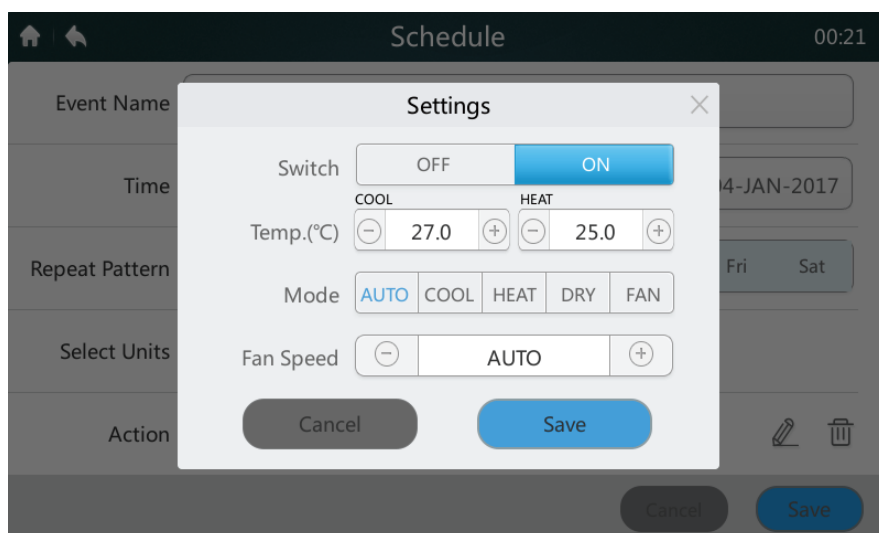 Schedule 00:21
Event Name
Settings
Switch OFF ON
COOL HEAT
Temp.(°C) 27.0 25.0
Time 04-JAN-2017
Repeat Pattern Fri Sat
Mode AUTO COOL HEAT DRY FAN
Select Units
Fan Speed AUTO
Cancel Save
Action
Cancel Save